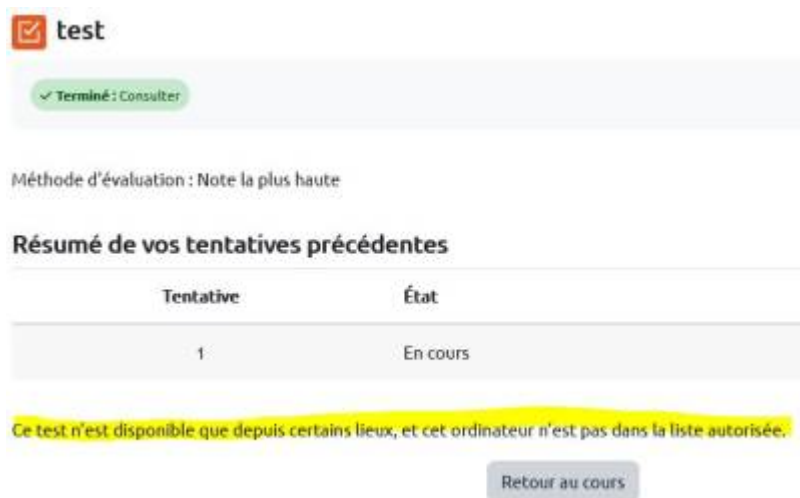 test
✓ Terminé : Consulter
Méthode d'évaluation : Note la plus haute
Résumé de vos tentatives précédentes
Tentative État
1 En cours
Ce test n'est disponible que depuis certains lieux, et cet ordinateur n'est pas dans la liste autorisée.
Retour au cours